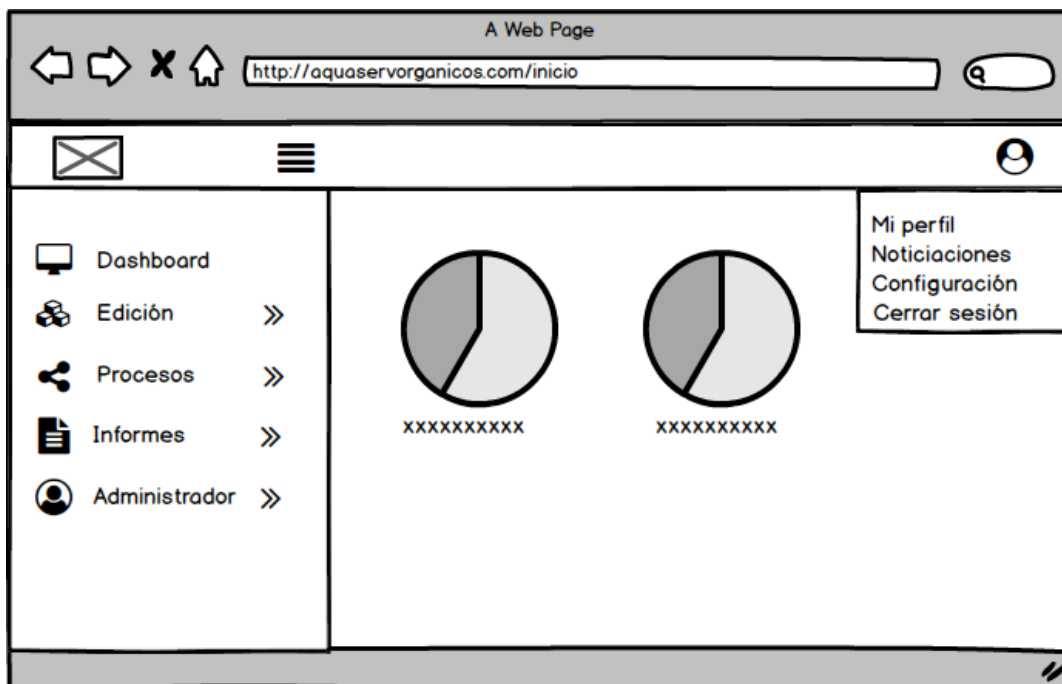 A Web Page
http://aquaservorganicos.com/inicio
Dashboard
Edición
Procesos
Informes
Administrador
Mi perfil
Noticiaciones
Configuración
Cerrar sesión
xxxxxxxxxx
xxxxxxxxxx